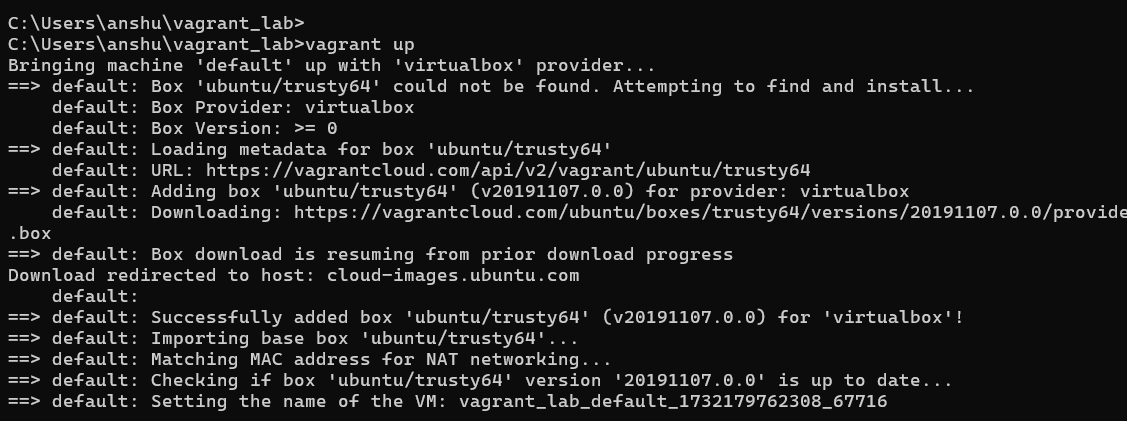 C:\Users\anshu\vagrant_lab>
C:\Users\anshu\vagrant_lab>vagrant up
Bringing machine 'default' up with 'virtualbox' provider...
==> default: Box 'ubuntu/trusty64' could not be found. Attempting to find and install...
    default: Box Provider: virtualbox
    default: Box Version: >= 0
==> default: Loading metadata for box 'ubuntu/trusty64'
    default: URL: https://vagrantcloud.com/api/v2/vagrant/ubuntu/trusty64
==> default: Adding box 'ubuntu/trusty64' (v20191107.0.0) for provider: virtualbox
    default: Downloading: https://vagrantcloud.com/ubuntu/boxes/trusty64/versions/20191107.0.0/provide
.box
==> default: Box download is resuming from prior download progress
Download redirected to host: cloud-images.ubuntu.com
    default:
==> default: Successfully added box 'ubuntu/trusty64' (v20191107.0.0) for 'virtualbox'!
==> default: Importing base box 'ubuntu/trusty64'...
==> default: Matching MAC address for NAT networking...
==> default: Checking if box 'ubuntu/trusty64' version '20191107.0.0' is up to date...
==> default: Setting the name of the VM: vagrant_lab_default_1732179762308_67716